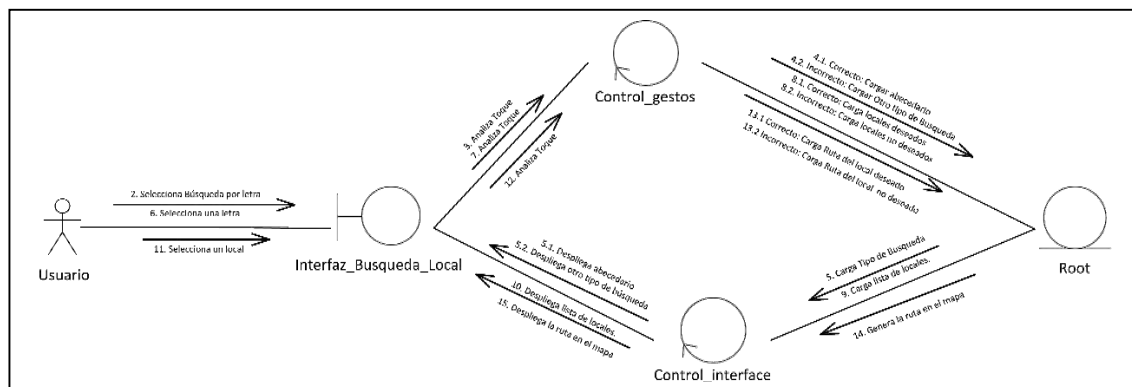 Control_gestos
3. Analiza Toque
7. Analiza Toque
12. Analiza Toque
4.1. Correcto: Cargar abecedario
4.2. Incorrecto: Cargar Otro tipo de Busqueda
8.1. Correcto: Carga locales deseados
8.2. Incorrecto: Carga locales no deseados
13.1 Correcto: Carga Ruta del local deseado
13.2 Incorrecto: Carga Ruta del local no deseado
2. Selecciona Búsqueda por letra
6. Selecciona una letra
11. Selecciona un local
Usuario
Interfaz_Busqueda_Local
Root
5.1. Despliega abecedario
5.2. Despliega otro tipo de búsqueda
10. Despliega lista de locales.
15. Despliega la ruta en el mapa
5. Carga Tipo de Busqueda
9. Carga lista de locales.
14. Genera la ruta en el mapa
Control_interface